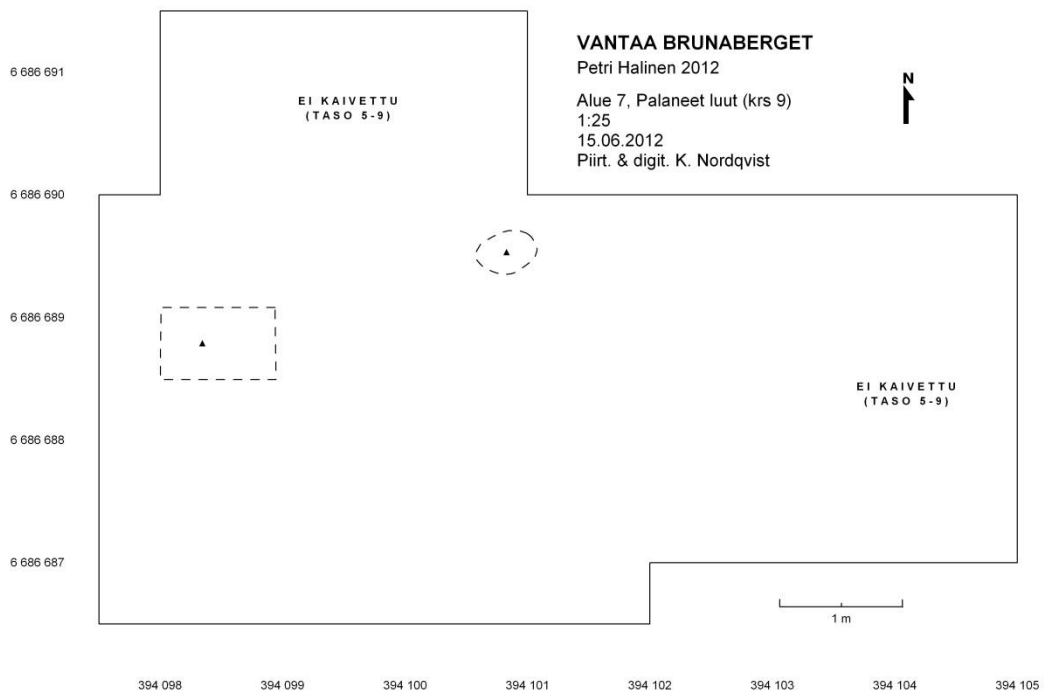 VANTAA BRUNABERGET
Petri Halinen 2012
Alue 7, Palaneet luut (krs 9)
1:25
15.06.2012
Piirt. & digit. K. Nordqvist
N
EI KAIVETTU
(TASO 5-9)
EI KAIVETTU
(TASO 5-9)
6 686 691
6 686 690
6 686 689
6 686 688
6 686 687
1 m
394 098 394 099 394 100 394 101 394 102 394 103 394 104 394 105